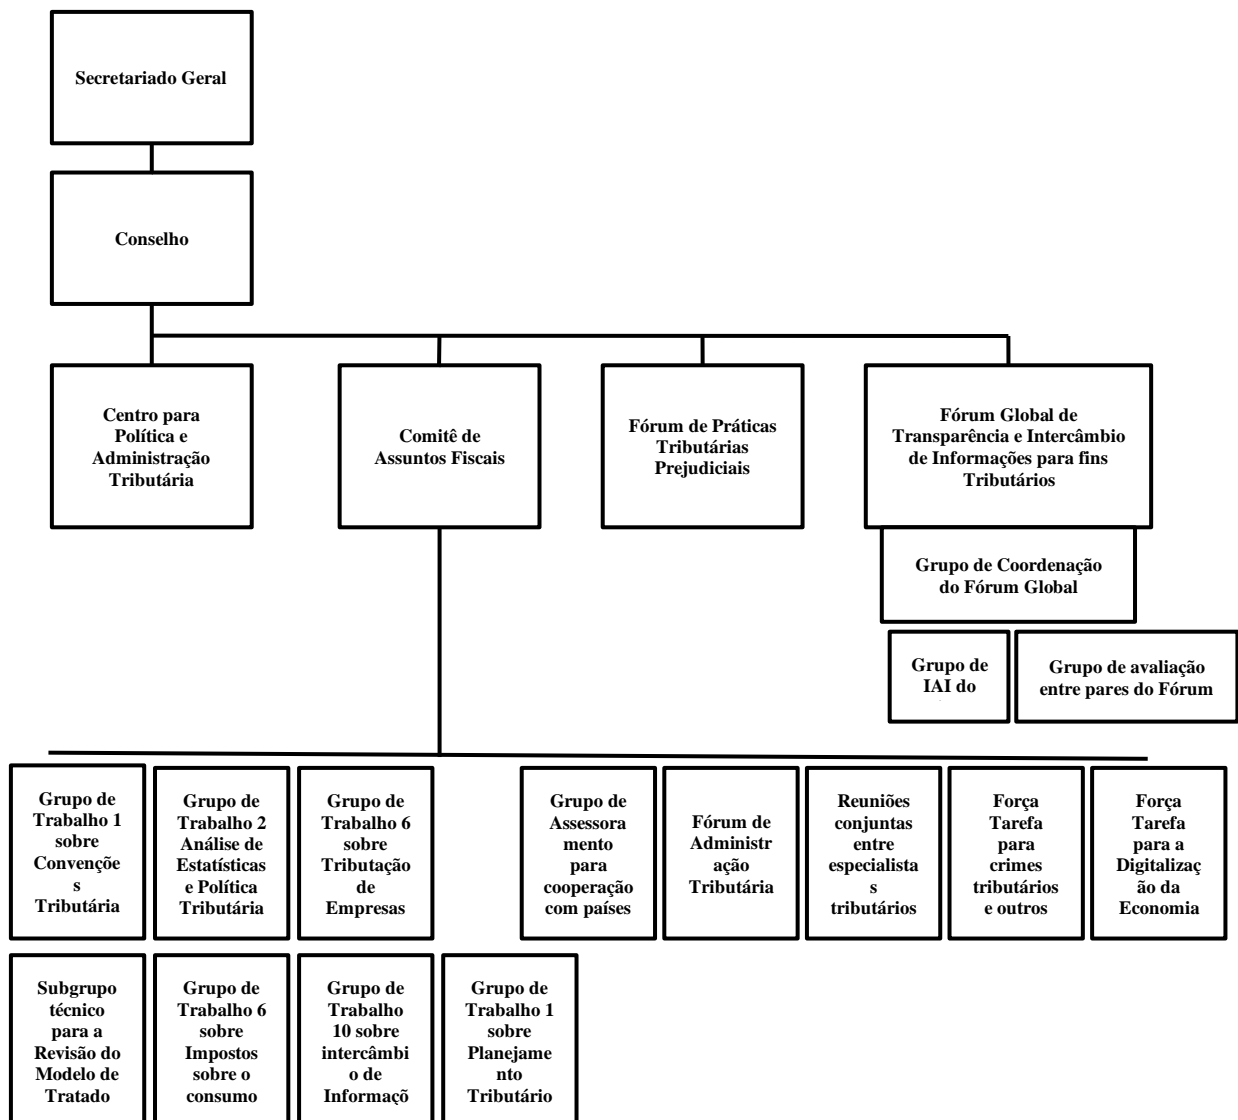 Secretariado Geral
Conselho
Centro para
Política e
Administração
Tributária
Comitê de
Assuntos Fiscais
Fórum de Práticas
Tributárias
Prejudiciais
Fórum Global de
Transparência e Intercâmbio
de Informações para fins
Tributários
Grupo de Coordenação
do Fórum Global
Grupo de
IAI do
Grupo de avaliação
entre pares do Fórum
Grupo de
Trabalho 1
sobre
Convençõe
s
Tributária
Grupo de
Trabalho 2
Análise de
Estatísticas
e Política
Tributária
Grupo de
Trabalho 6
sobre
Tributação
de
Empresas
Grupo de
Assessora
mento
para
cooperação
com países
Fórum de
Administr
ação
Tributária
Reuniões
conjuntas
entre
especialista
s
tributários
Força
Tarefa
para
crimes
tributários
e outros
Força
Tarefa
para a
Digitalizaç
ão da
Economia
Subgrupo
técnico
para a
Revisão do
Modelo de
Tratado
Grupo de
Trabalho 6
sobre
Impostos
sobre o
consumo
Grupo de
Trabalho
10 sobre
intercâmbi
o de
Informaçõ
Grupo de
Trabalho 1
sobre
Planejame
nto
Tributário